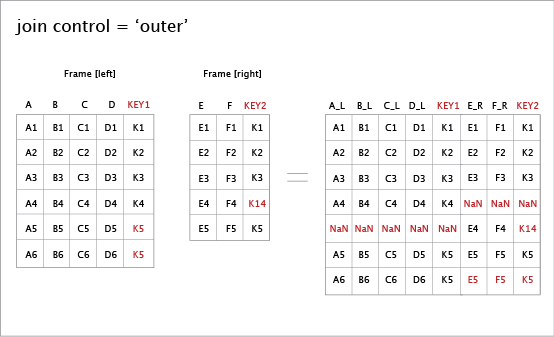 join control = ‘outer’
Frame [left]
A B C D KEY1
A1 B1 C1 D1 K1
A2 B2 C2 D2 K2
A3 B3 C3 D3 K3
A4 B4 C4 D4 K4
A5 B5 C5 D5 K5
A6 B6 C6 D6 K5
Frame [right]
E F KEY2
E1 F1 K1
E2 F2 K2
E3 F3 K3
E4 F4 K14
E5 F5 K5
=
A_L B_L C_L D_L KEY1 E_R F_R KEY2
A1 B1 C1 D1 K1 E1 F1 K1
A2 B2 C2 D2 K2 E2 F2 K2
A3 B3 C3 D3 K3 E3 F3 K3
A4 B4 C4 D4 K4 NaN NaN NaN
NaN NaN NaN NaN NaN E4 F4 K14
A5 B5 C5 D5 K5 E5 F5 K5
A6 B6 C6 D6 K5 E5 F5 K5